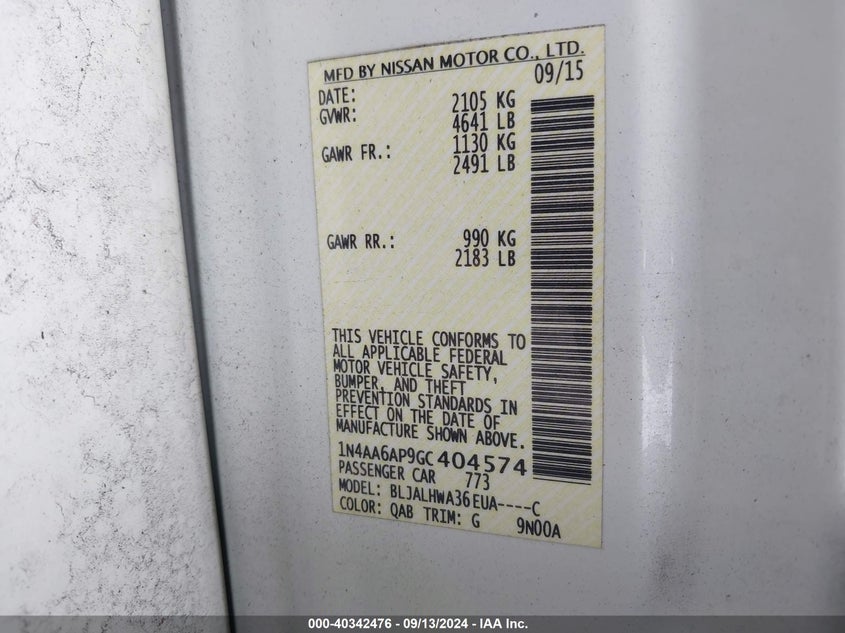 MFD BY NISSAN MOTOR CO., LTD.
DATE: 09/15
GVWR: 2105 KG
4641 LB
GAWR FR.: 1130 KG
2491 LB
GAWR RR.: 990 KG
2183 LB
THIS VEHICLE CONFORMS TO
ALL APPLICABLE FEDERAL
MOTOR VEHICLE SAFETY,
BUMPER, AND THEFT
PREVENTION STANDARDS IN
EFFECT ON THE DATE OF
MANUFACTURE SHOWN ABOVE.
1N4AA6AP9GC404574
PASSENGER CAR 773
MODEL: BLJALHWA36EUA----C
COLOR: QAB TRIM: G 9N00A
000-40342476 - 09/13/2024 - IAA Inc.